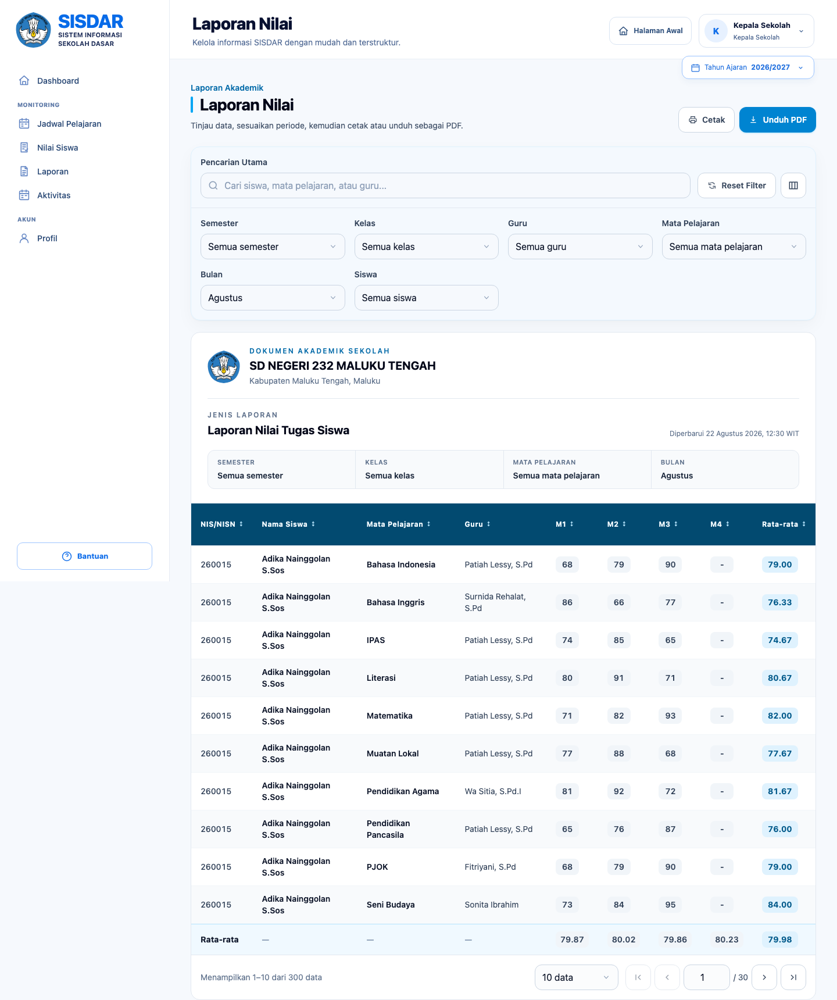 SISDAR
SISTEM INFORMASI
SEKOLAH DASAR
Dashboard
MONITORING
Jadwal Pelajaran
Nilai Siswa
Laporan
Aktivitas
AKUN
Profil
Bantuan
Laporan Nilai
Kelola informasi SISDAR dengan mudah dan terstruktur.
Halaman Awal
K
Kepala Sekolah
Kepala Sekolah
Tahun Ajaran 2026/2027
Laporan Akademik
Laporan Nilai
Tinjau data, sesuaikan periode, kemudian cetak atau unduh sebagai PDF.
Cetak
Unduh PDF
Pencarian Utama
Cari siswa, mata pelajaran, atau guru...
Reset Filter
Semester Kelas Guru Mata Pelajaran
Semua semester Semua kelas Semua guru Semua mata pelajaran
Bulan Siswa
Agustus Semua siswa
DOKUMEN AKADEMIK SEKOLAH
SD NEGERI 232 MALUKU TENGAH
Kabupaten Maluku Tengah, Maluku
JENIS LAPORAN
Laporan Nilai Tugas Siswa
Diperbarui 22 Agustus 2026, 12:30 WIT
SEMESTER KELAS MATA PELAJARAN BULAN
Semua semester Semua kelas Semua mata pelajaran Agustus
NIS/NISN Nama Siswa Mata Pelajaran Guru M1 M2 M3 M4 Rata-rata
260015 Adika Nainggolan S.Sos Bahasa Indonesia Patiah Lessy, S.Pd 68 79 90 - 79.00
260015 Adika Nainggolan S.Sos Bahasa Inggris Surnida Rehalat, S.Pd 86 66 77 - 76.33
260015 Adika Nainggolan S.Sos IPAS Patiah Lessy, S.Pd 74 85 65 - 74.67
260015 Adika Nainggolan S.Sos Literasi Patiah Lessy, S.Pd 80 91 71 - 80.67
260015 Adika Nainggolan S.Sos Matematika Patiah Lessy, S.Pd 71 82 93 - 82.00
260015 Adika Nainggolan S.Sos Muatan Lokal Patiah Lessy, S.Pd 77 88 68 - 77.67
260015 Adika Nainggolan S.Sos Pendidikan Agama Wa Sitia, S.Pd.I 81 92 72 - 81.67
260015 Adika Nainggolan S.Sos Pendidikan Pancasila Patiah Lessy, S.Pd 65 76 87 - 76.00
260015 Adika Nainggolan S.Sos PJOK Fitriyani, S.Pd 68 79 90 - 79.00
260015 Adika Nainggolan S.Sos Seni Budaya Sonita Ibrahim 73 84 95 - 84.00
Rata-rata — — — 79.87 80.02 79.86 80.23 79.98
Menampilkan 1–10 dari 300 data
10 data
1 / 30